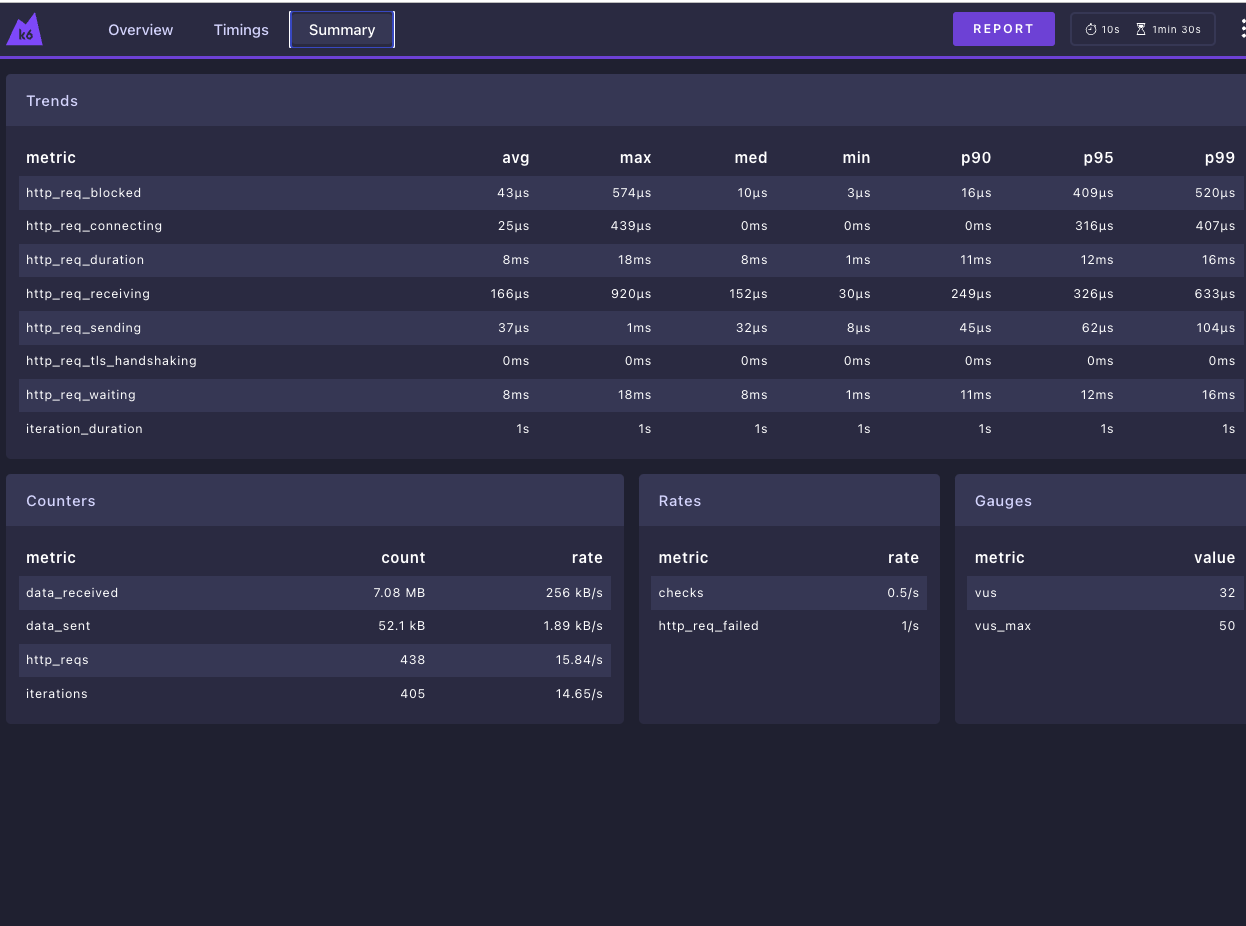 k6 Overview Timings Summary REPORT 10s 1min 30s
Trends
metric avg max med min p90 p95 p99
http_req_blocked 43µs 574µs 10µs 3µs 16µs 409µs 520µs
http_req_connecting 25µs 439µs 0ms 0ms 0ms 316µs 407µs
http_req_duration 8ms 18ms 8ms 1ms 11ms 12ms 16ms
http_req_receiving 166µs 920µs 152µs 30µs 249µs 326µs 633µs
http_req_sending 37µs 1ms 32µs 8µs 45µs 62µs 104µs
http_req_tls_handshaking 0ms 0ms 0ms 0ms 0ms 0ms 0ms
http_req_waiting 8ms 18ms 8ms 1ms 11ms 12ms 16ms
iteration_duration 1s 1s 1s 1s 1s 1s 1s
Counters
metric count rate
data_received 7.08 MB 256 kB/s
data_sent 52.1 kB 1.89 kB/s
http_reqs 438 15.84/s
iterations 405 14.65/s
Rates
metric rate
checks 0.5/s
http_req_failed 1/s
Gauges
metric value
vus 32
vus_max 50